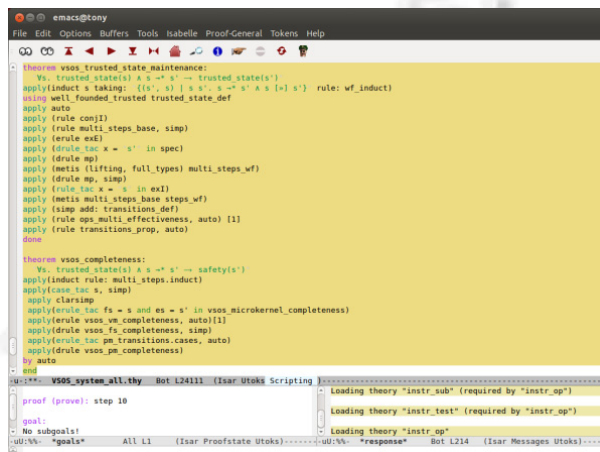 emacs@tony
File Edit Options Buffers Tools Isabelle Proof-General Tokens Help
theorem vsos_trusted_state_maintenance:
∀s. trusted_state(s) ∧ s →* s' → trusted_state(s')
apply(induct s taking: {(s', s) | s s'. s →* s' ∧ s [»] s'} rule: wf_induct)
using well_founded_trusted trusted_state_def
apply auto
apply (rule conjI)
apply (rule multi_steps_base, simp)
apply (erule exE)
apply (drule_tac x = s' in spec)
apply (drule mp)
apply (metis (lifting, full_types) multi_steps_wf)
apply (drule mp, simp)
apply (rule_tac x = s in exI)
apply (metis multi_steps_base steps_wf)
apply (simp add: transitions_def)
apply (rule ops_multi_effectiveness, auto) [1]
apply (rule transitions_prop, auto)
done
theorem vsos_completeness:
∀s. trusted_state(s) ∧ s →* s' → safety(s')
apply(induct rule: multi_steps.induct)
apply(case_tac s, simp)
apply clarsimp
apply(erule_tac fs = s and es = s' in vsos_microkernel_completeness)
apply(erule vsos_vm_completeness, auto)[1]
apply(drule vsos_fs_completeness, simp)
apply(erule_tac pm_transitions.cases, auto)
apply(drule vsos_pm_completeness)
by auto
end
-u-:**- VSOS_system_all.thy Bot L24111 (Isar Utoks Scripting )
proof (prove): step 10
goal:
No subgoals!
-uU:%%- *goals* All L1 (Isar Proofstate Utoks)
Loading theory "instr_sub" (required by "instr_op")
Loading theory "instr_test" (required by "instr_op")
Loading theory "instr_op"
-uU:%%- *response* Bot L214 (Isar Messages Utoks)